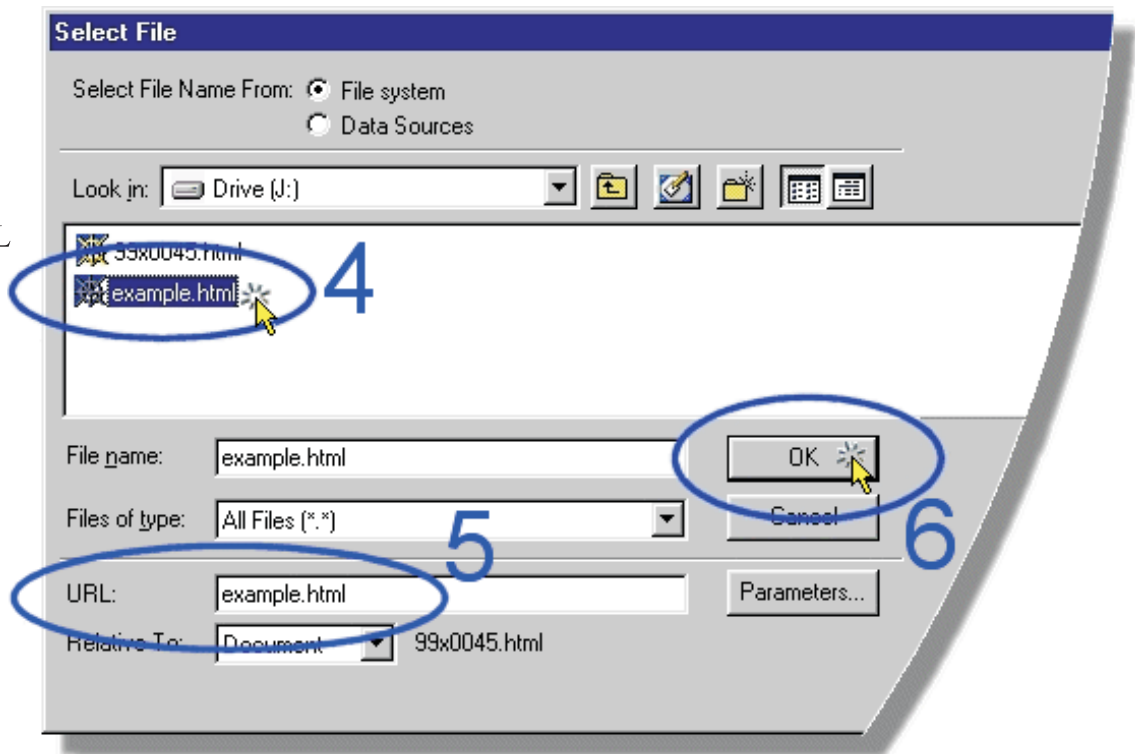 Select File
Select File Name From: File system
Data Sources
Look in: Drive (J:)
L
99x0045.html
4
example.html
File name: example.html OK
Files of type: All Files (*.*) Cancel
5
6
URL: example.html Parameters...
Relative To: Document 99x0045.html